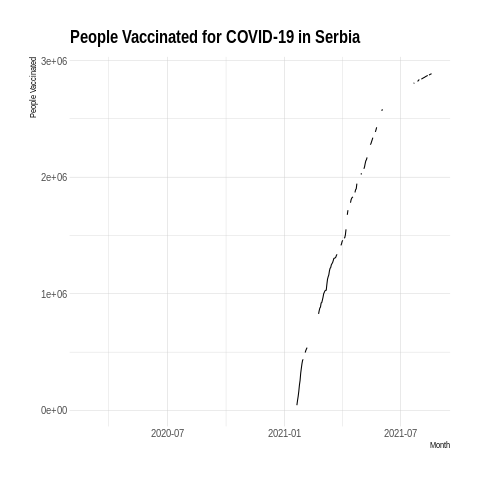 People Vaccinated for COVID-19 in Serbia
People Vaccinated
3e+06
2e+06
1e+06
0e+00
2020-07
2021-01
2021-07
Month